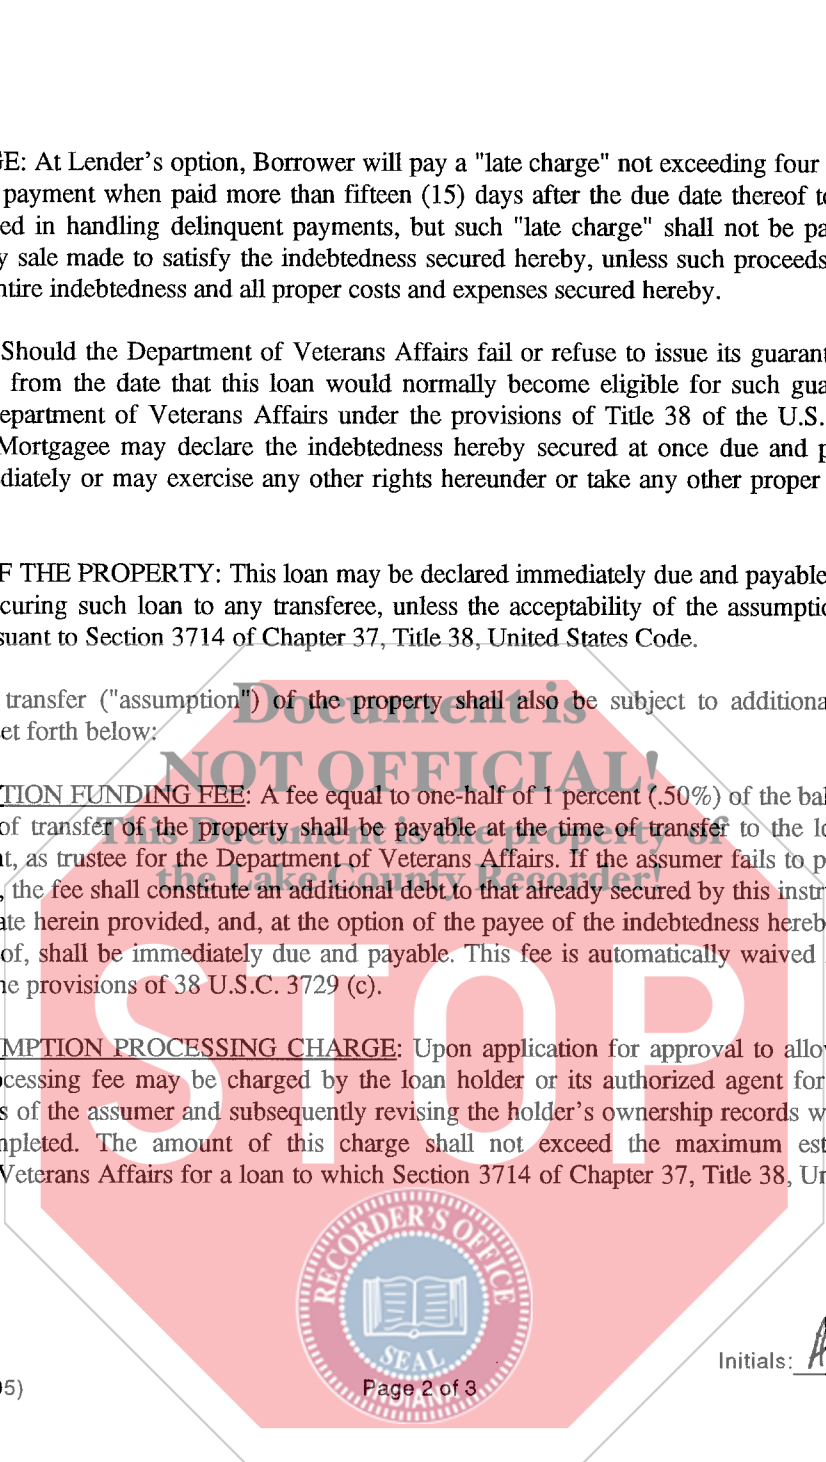 GE: At Lender's option, Borrower will pay a "late charge" not exceeding four
payment when paid more than fifteen (15) days after the due date thereof to
ed in handling delinquent payments, but such "late charge" shall not be pa
y sale made to satisfy the indebtedness secured hereby, unless such proceeds
ntire indebtedness and all proper costs and expenses secured hereby.
Should the Department of Veterans Affairs fail or refuse to issue its guarant
from the date that this loan would normally become eligible for such gua
epartment of Veterans Affairs under the provisions of Title 38 of the U.S.
Mortgagee may declare the indebtedness hereby secured at once due and p
diately or may exercise any other rights hereunder or take any other proper
F THE PROPERTY: This loan may be declared immediately due and payable
curing such loan to any transferee, unless the acceptability of the assumptio
suant to Section 3714 of Chapter 37, Title 38, United States Code.
transfer ("assumption") of the property shall also be subject to additiona
et forth below:
Document is
NOT OFFICIAL!
This Document is the property of
the Lake County Recorder!
TION FUNDING FEE: A fee equal to one-half of 1 percent (.50%) of the bal
of transfer of the property shall be payable at the time of transfer to the lo
t, as trustee for the Department of Veterans Affairs. If the assumer fails to p
, the fee shall constitute an additional debt to that already secured by this instr
ate herein provided, and, at the option of the payee of the indebtedness hereb
of, shall be immediately due and payable. This fee is automatically waived
ne provisions of 38 U.S.C. 3729 (c).
STOP
MPTION PROCESSING CHARGE: Upon application for approval to allo
cessing fee may be charged by the loan holder or its authorized agent for
s of the assumer and subsequently revising the holder's ownership records w
mpleted. The amount of this charge shall not exceed the maximum est
Veterans Affairs for a loan to which Section 3714 of Chapter 37, Title 38, Un
RECORDER'S OFFICE
SEAL
INDIANA
Initials:
05)
Page 2 of 3